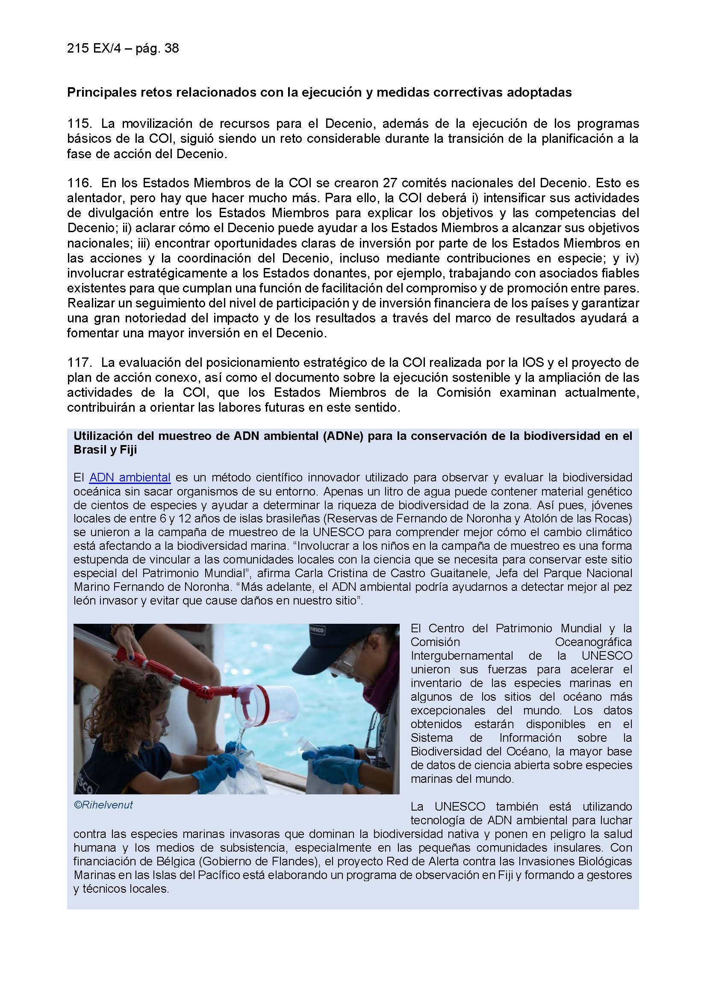 215 EX/4 – pág. 38
Principales retos relacionados con la ejecución y medidas correctivas adoptadas
115. La movilización de recursos para el Decenio, además de la ejecución de los programas
básicos de la COI, siguió siendo un reto considerable durante la transición de la planificación a la
fase de acción del Decenio.
116. En los Estados Miembros de la COI se crearon 27 comités nacionales del Decenio. Esto es
alentador, pero hay que hacer mucho más. Para ello, la COI deberá i) intensificar sus actividades
de divulgación entre los Estados Miembros para explicar los objetivos y las competencias del
Decenio; ii) aclarar cómo el Decenio puede ayudar a los Estados Miembros a alcanzar sus objetivos
nacionales; iii) encontrar oportunidades claras de inversión por parte de los Estados Miembros en
las acciones y la coordinación del Decenio, incluso mediante contribuciones en especie; y iv)
involucrar estratégicamente a los Estados donantes, por ejemplo, trabajando con asociados fiables
existentes para que cumplan una función de facilitación del compromiso y de promoción entre pares.
Realizar un seguimiento del nivel de participación y de inversión financiera de los países y garantizar
una gran notoriedad del impacto y de los resultados a través del marco de resultados ayudará a
fomentar una mayor inversión en el Decenio.
117. La evaluación del posicionamiento estratégico de la COI realizada por la IOS y el proyecto de
plan de acción conexo, así como el documento sobre la ejecución sostenible y la ampliación de las
actividades de la COI, que los Estados Miembros de la Comisión examinan actualmente,
contribuirán a orientar las labores futuras en este sentido.
Utilización del muestreo de ADN ambiental (ADNe) para la conservación de la biodiversidad en el
Brasil y Fiji
El ADN ambiental es un método científico innovador utilizado para observar y evaluar la biodiversidad
oceánica sin sacar organismos de su entorno. Apenas un litro de agua puede contener material genético
de cientos de especies y ayudar a determinar la riqueza de biodiversidad de la zona. Así pues, jóvenes
locales de entre 6 y 12 años de islas brasileñas (Reservas de Fernando de Noronha y Atolón de las Rocas)
se unieron a la campaña de muestreo de la UNESCO para comprender mejor cómo el cambio climático
está afectando a la biodiversidad marina. “Involucrar a los niños en la campaña de muestreo es una forma
estupenda de vincular a las comunidades locales con la ciencia que se necesita para conservar este sitio
especial del Patrimonio Mundial”, afirma Carla Cristina de Castro Guaitanele, Jefa del Parque Nacional
Marino Fernando de Noronha. “Más adelante, el ADN ambiental podría ayudarnos a detectar mejor al pez
león invasor y evitar que cause daños en nuestro sitio”.
nesco
esco
©Rihelvenut
El Centro del Patrimonio Mundial y la
Comisión Oceanográfica
Intergubernamental de la UNESCO
unieron sus fuerzas para acelerar el
inventario de las especies marinas en
algunos de los sitios del océano más
excepcionales del mundo. Los datos
obtenidos estarán disponibles en el
Sistema de Información sobre la
Biodiversidad del Océano, la mayor base
de datos de ciencia abierta sobre especies
marinas del mundo.
La UNESCO también está utilizando
tecnología de ADN ambiental para luchar
contra las especies marinas invasoras que dominan la biodiversidad nativa y ponen en peligro la salud
humana y los medios de subsistencia, especialmente en las pequeñas comunidades insulares. Con
financiación de Bélgica (Gobierno de Flandes), el proyecto Red de Alerta contra las Invasiones Biológicas
Marinas en las Islas del Pacífico está elaborando un programa de observación en Fiji y formando a gestores
y técnicos locales.